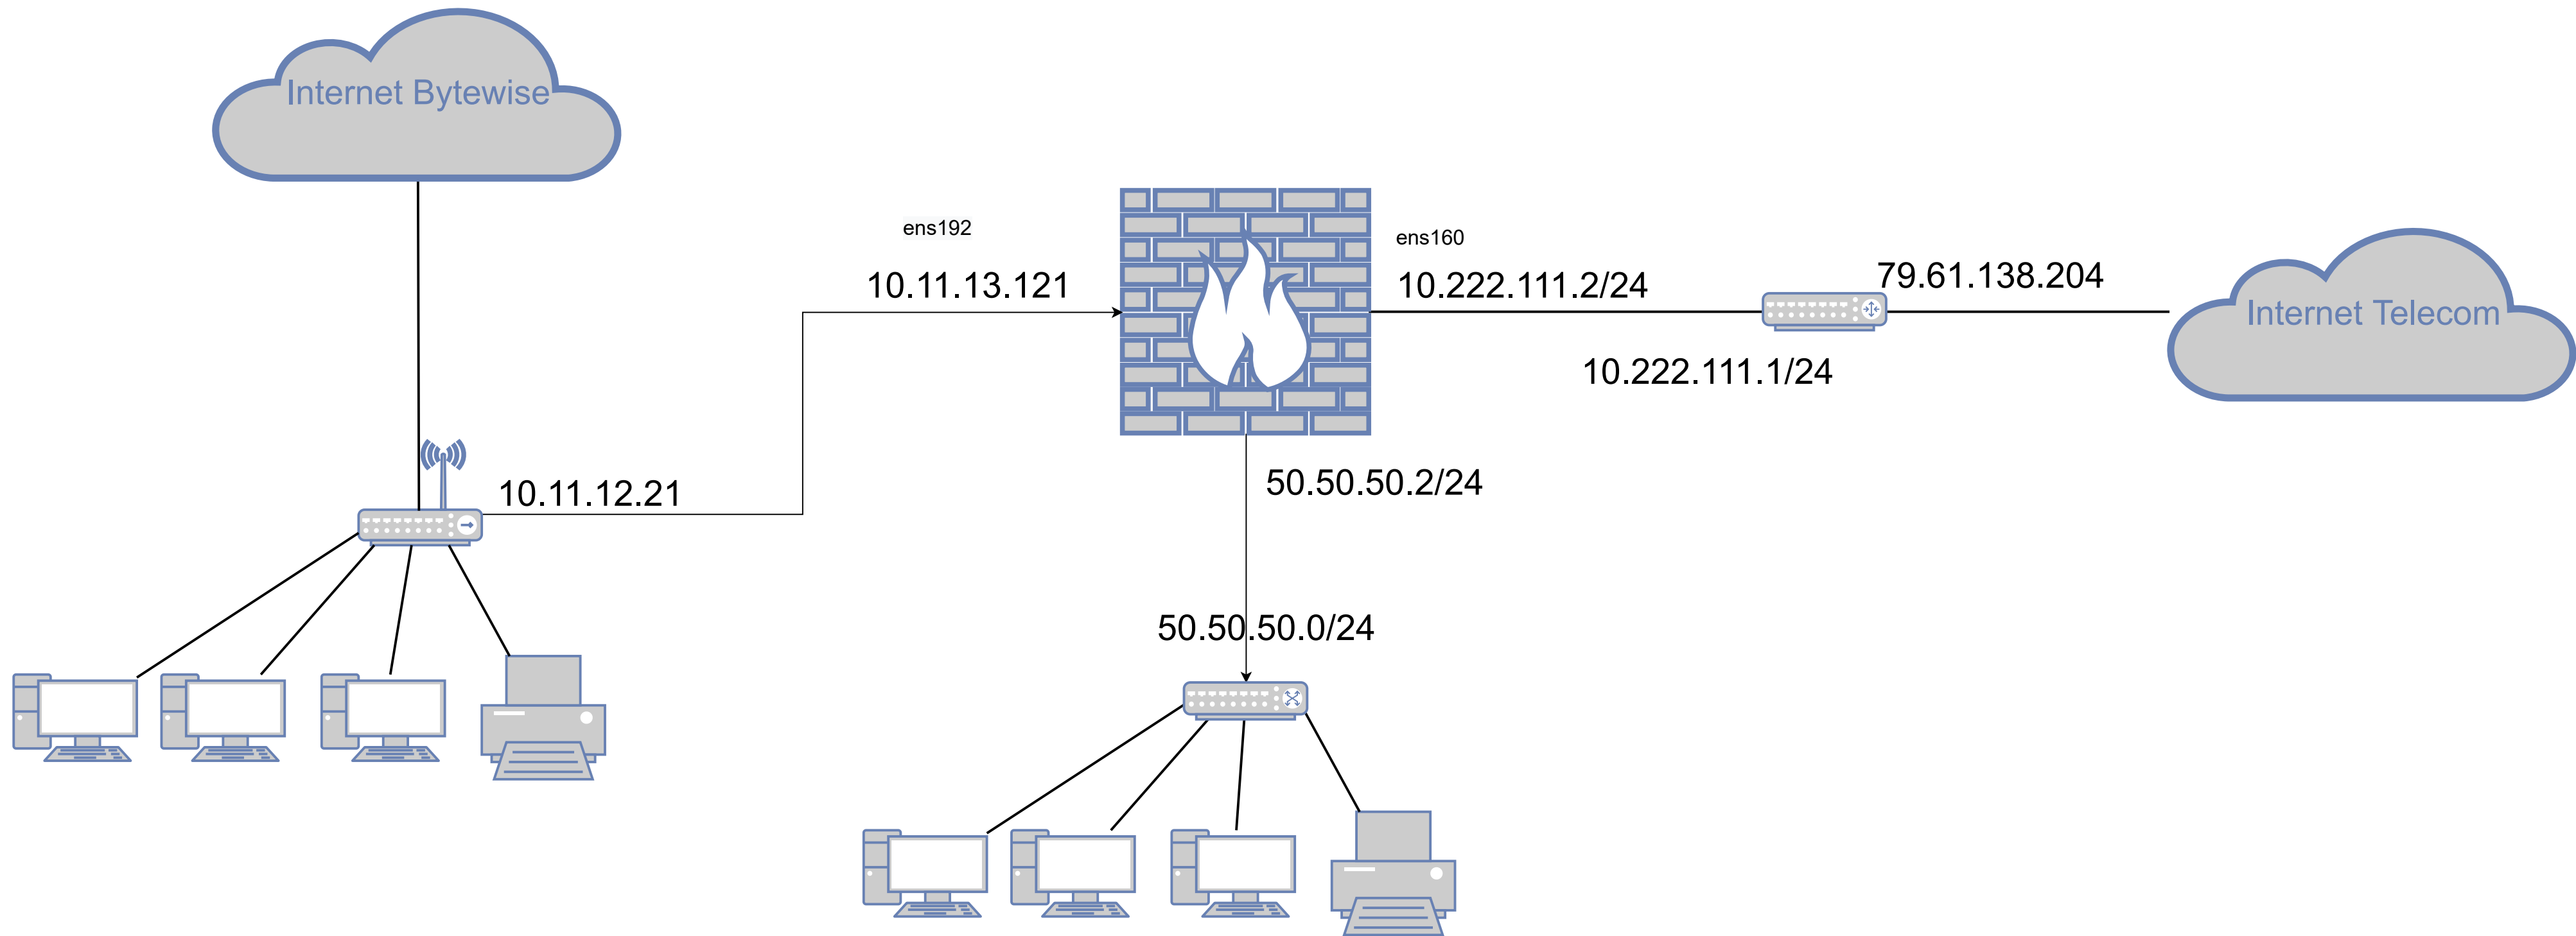 Internet Bytewise
ens192
ens160
10.11.13.121
10.222.111.2/24
79.61.138.204
Internet Telecom
10.222.111.1/24
10.11.12.21
50.50.50.2/24
50.50.50.0/24